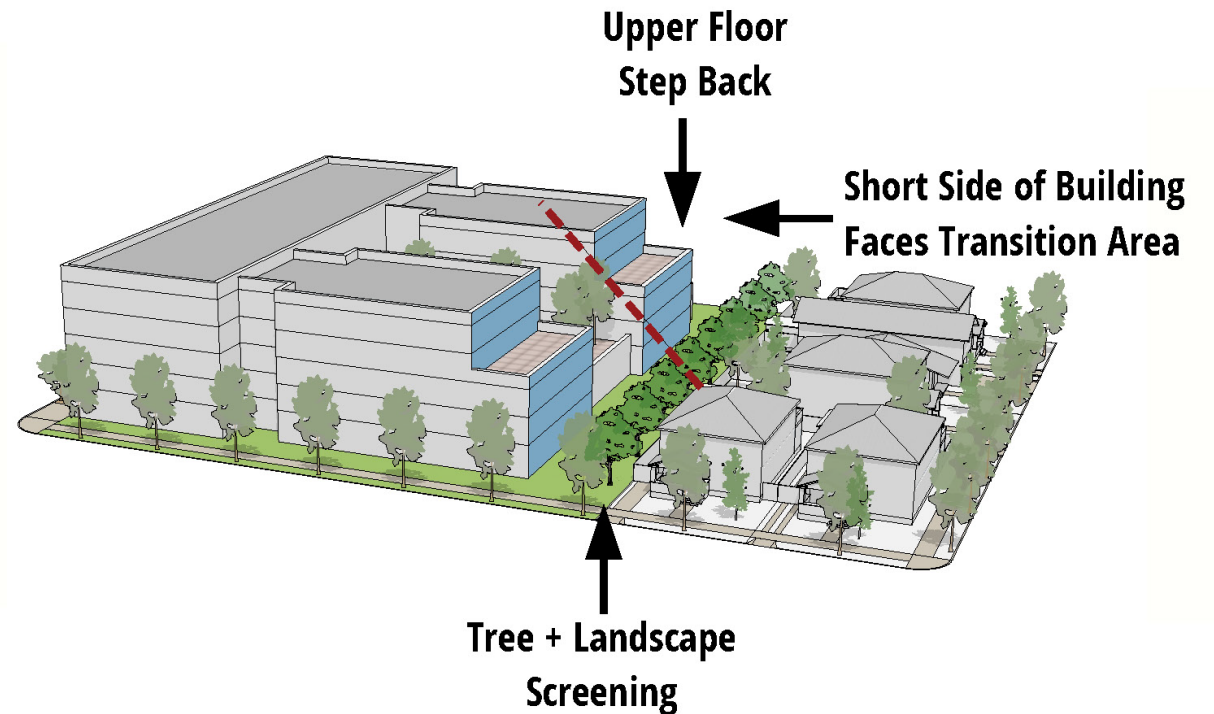 Upper Floor
Step Back
Short Side of Building
Faces Transition Area
Tree + Landscape
Screening